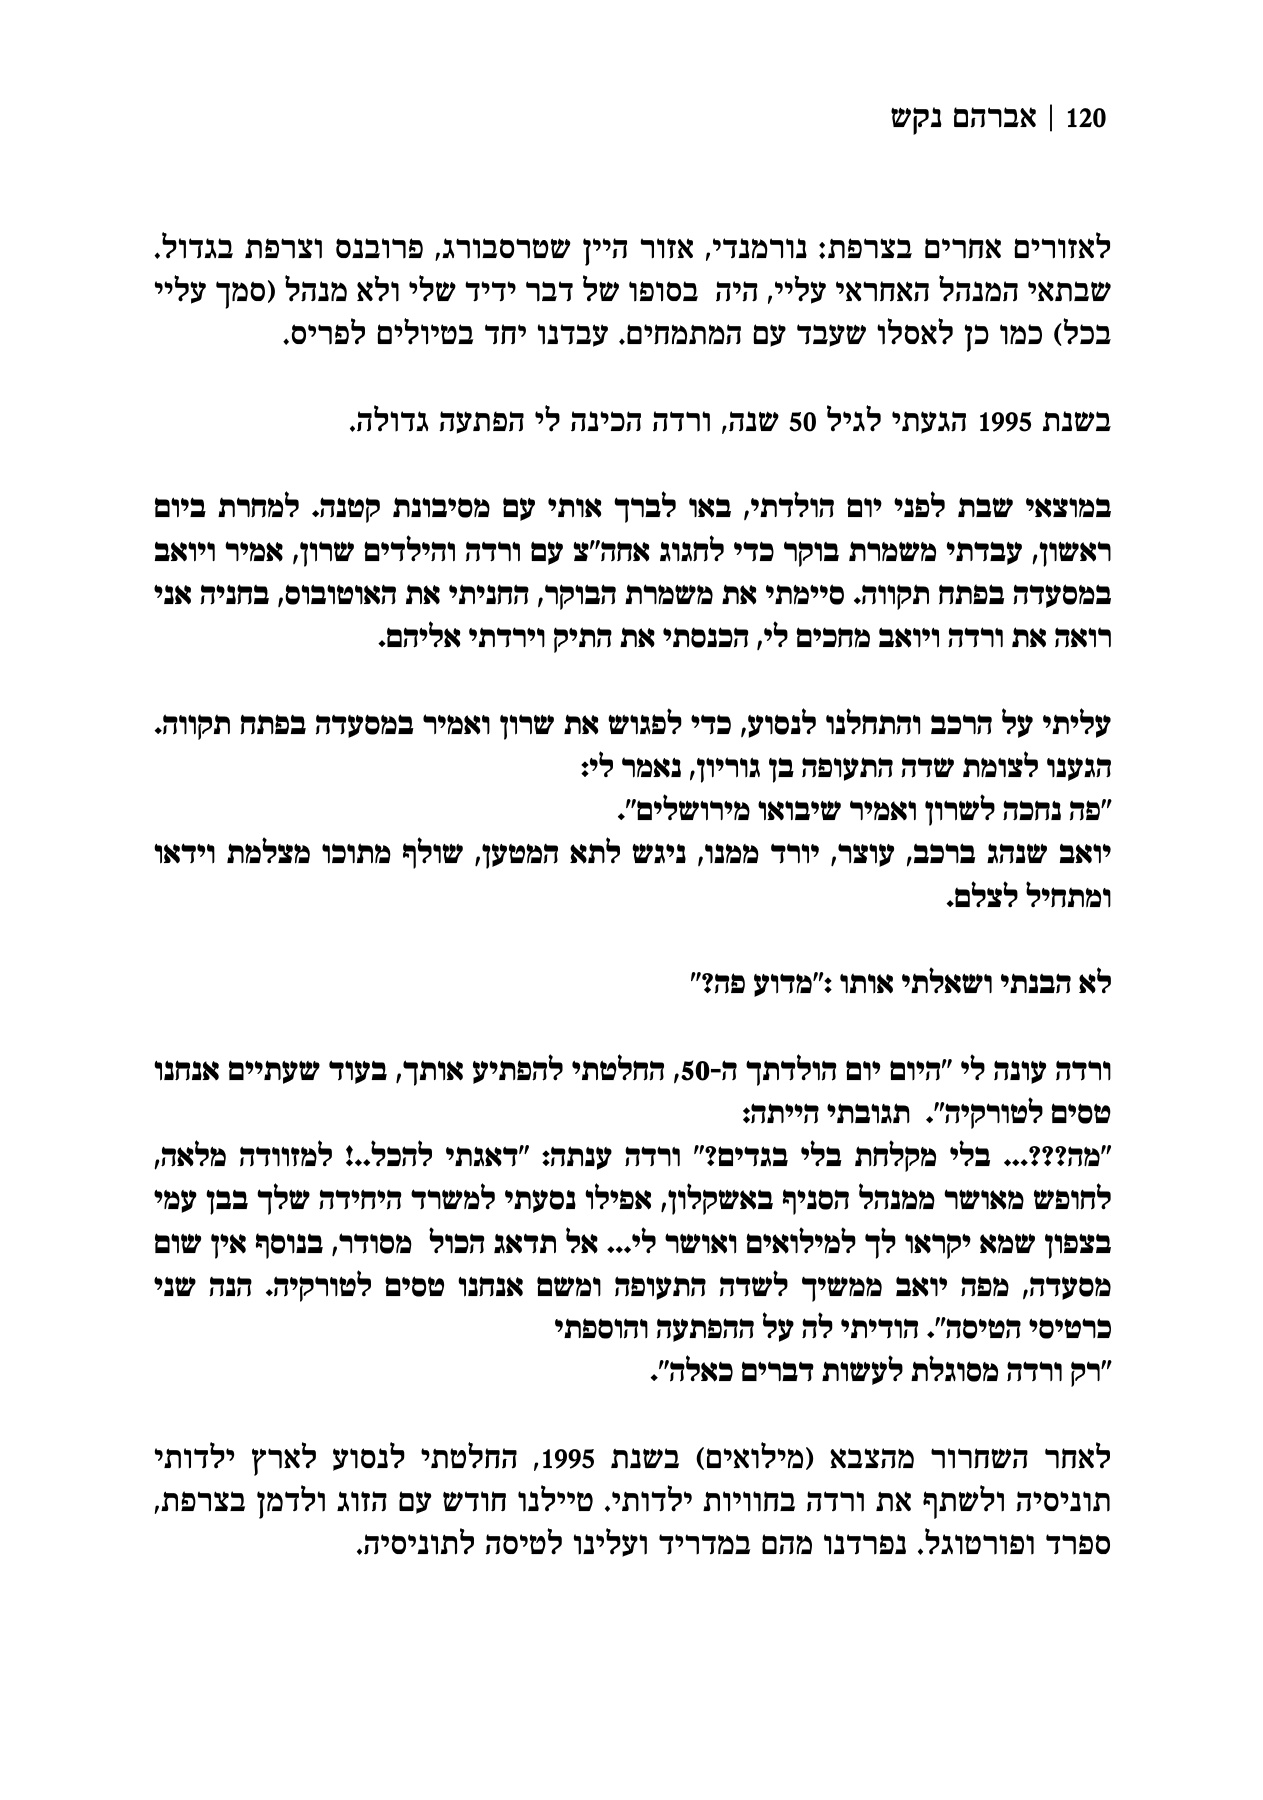 120 | אברהם נקש
לאזורים אחרים בצרפת: נורמנדי, אזור היין שטרסבורג, פרובנס וצרפת בגדול.
שבתאי המנהל האחראי עליי, היה  בסופו של דבר ידיד שלי ולא מנהל (סמך עליי
בכל) כמו כן לאסלו שעבד עם המתמחים. עבדנו יחד בטיולים לפריס.
בשנת 1995 הגעתי לגיל 50 שנה, ורדה הכינה לי הפתעה גדולה.
במוצאי שבת לפני יום הולדתי, באו לברך אותי עם מסיבונת קטנה. למחרת ביום
ראשון, עבדתי משמרת בוקר כדי לחגוג אחה"צ עם ורדה והילדים שרון, אמיר ויואב
במסעדה בפתח תקווה. סיימתי את משמרת הבוקר, החניתי את האוטובוס, בחניה אני
רואה את ורדה ויואב מחכים לי, הכנסתי את התיק וירדתי אליהם.
עליתי על הרכב והתחלנו לנסוע, כדי לפגוש את שרון ואמיר במסעדה בפתח תקווה.
הגענו לצומת שדה התעופה בן גוריון, נאמר לי:
"פה נחכה לשרון ואמיר שיבואו מירושלים".
יואב שנהג ברכב, עוצר, יורד ממנו, ניגש לתא המטען, שולף מתוכו מצלמת וידאו
ומתחיל לצלם.
לא הבנתי ושאלתי אותו :"מדוע פה?"
ורדה עונה לי "היום יום הולדתך ה-50, החלטתי להפתיע אותך, בעוד שעתיים אנחנו
טסים לטורקיה".  תגובתי הייתה:
"מה???... בלי מקלחת בלי בגדים?" ורדה ענתה: "דאגתי להכל..! למזוודה מלאה,
לחופש מאושר ממנהל הסניף באשקלון, אפילו נסעתי למשרד היחידה שלך בבן עמי
בצפון שמא יקראו לך למילואים ואושר לי... אל תדאג הכול  מסודר, בנוסף אין שום
מסעדה, מפה יואב ממשיך לשדה התעופה ומשם אנחנו טסים לטורקיה. הנה שני
כרטיסי הטיסה". הודיתי לה על ההפתעה והוספתי
"רק ורדה מסוגלת לעשות דברים כאלה".
לאחר השחרור מהצבא (מילואים) בשנת 1995, החלטתי לנסוע לארץ ילדותי
תוניסיה ולשתף את ורדה בחוויות ילדותי. טיילנו חודש עם הזוג ולדמן בצרפת,
ספרד ופורטוגל. נפרדנו מהם במדריד ועלינו לטיסה לתוניסיה.